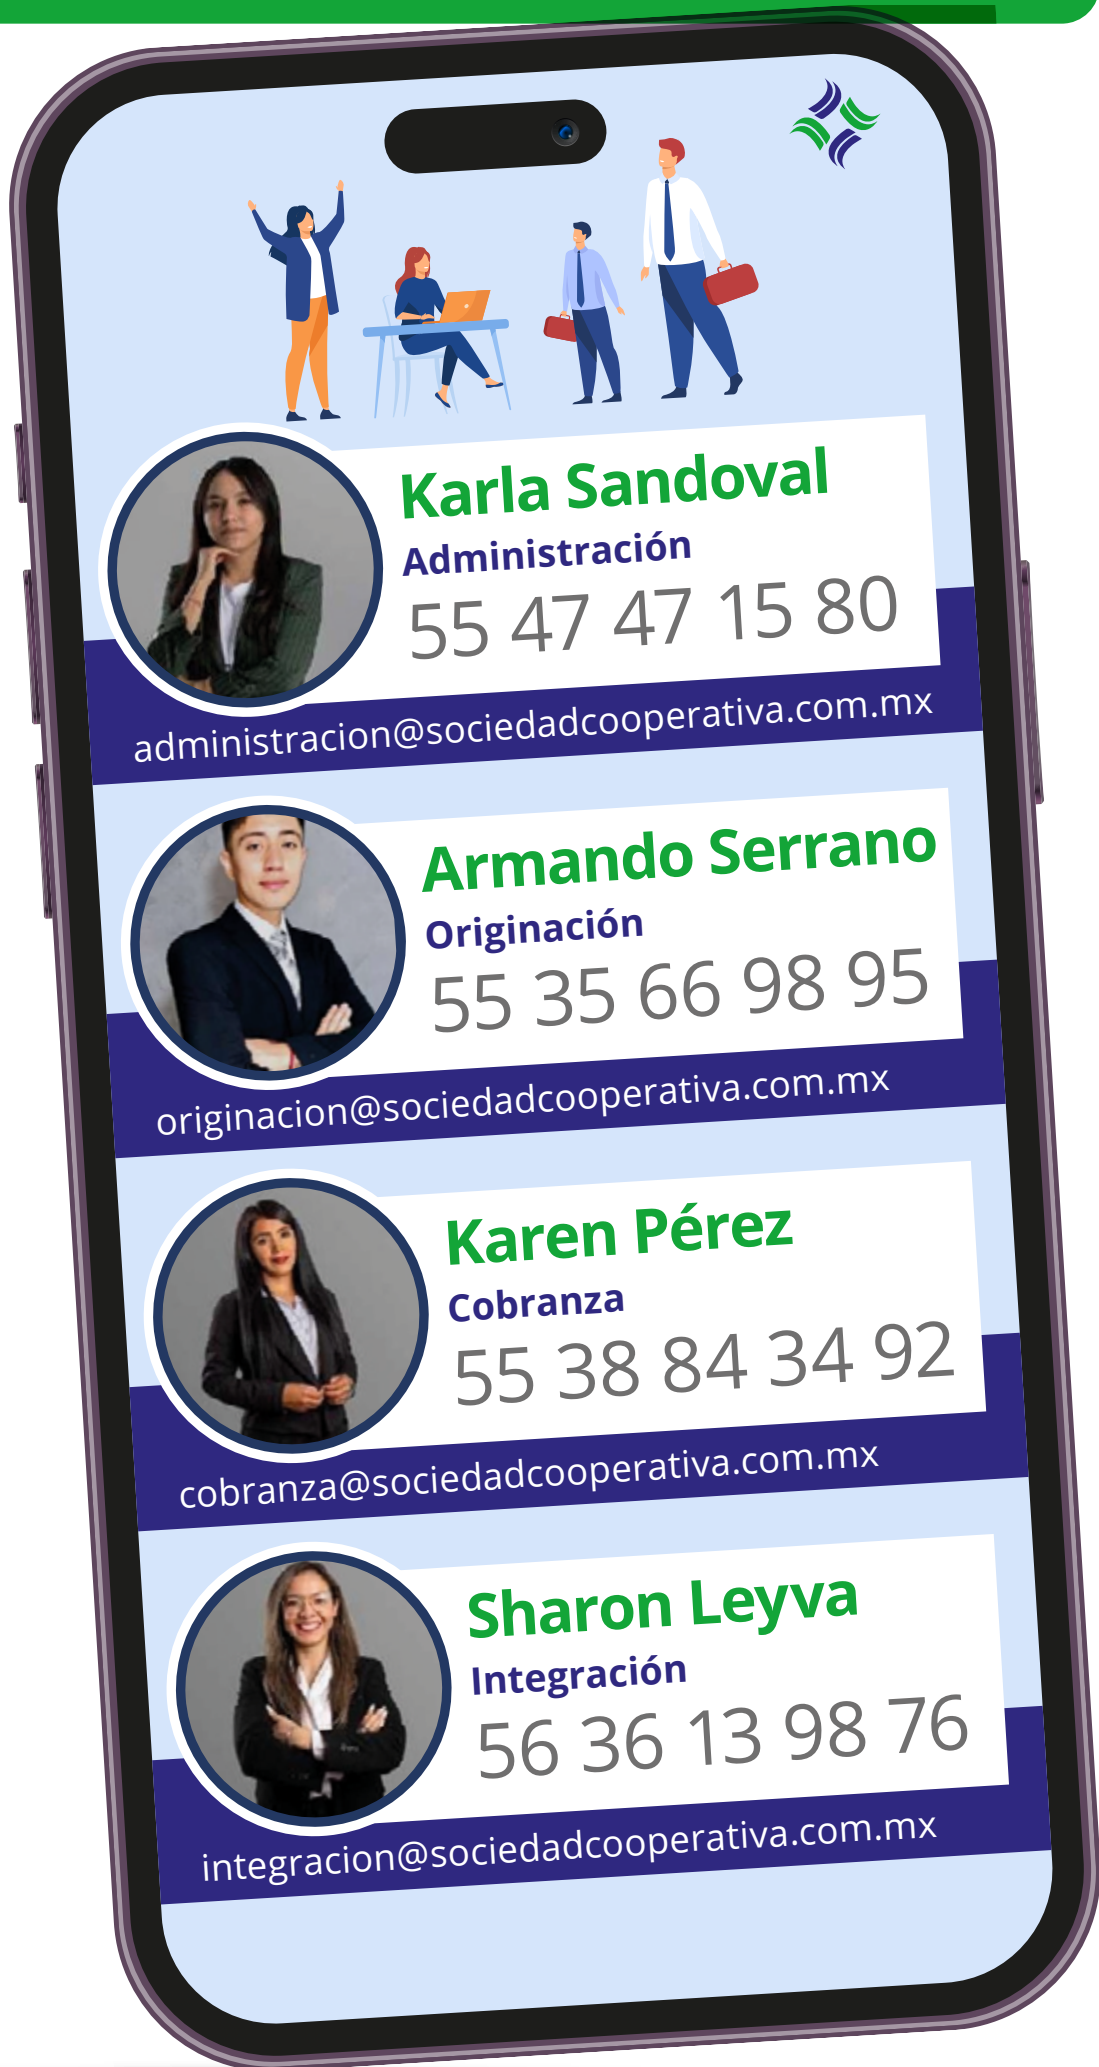 Karla Sandoval
Administración
55 47 47 15 80
administracion@sociedadcooperativa.com.mx
Armando Serrano
Originación
55 35 66 98 95
originacion@sociedadcooperativa.com.mx
Karen Pérez
Cobranza
55 38 84 34 92
cobranza@sociedadcooperativa.com.mx
Sharon Leyva
Integración
56 36 13 98 76
integracion@sociedadcooperativa.com.mx